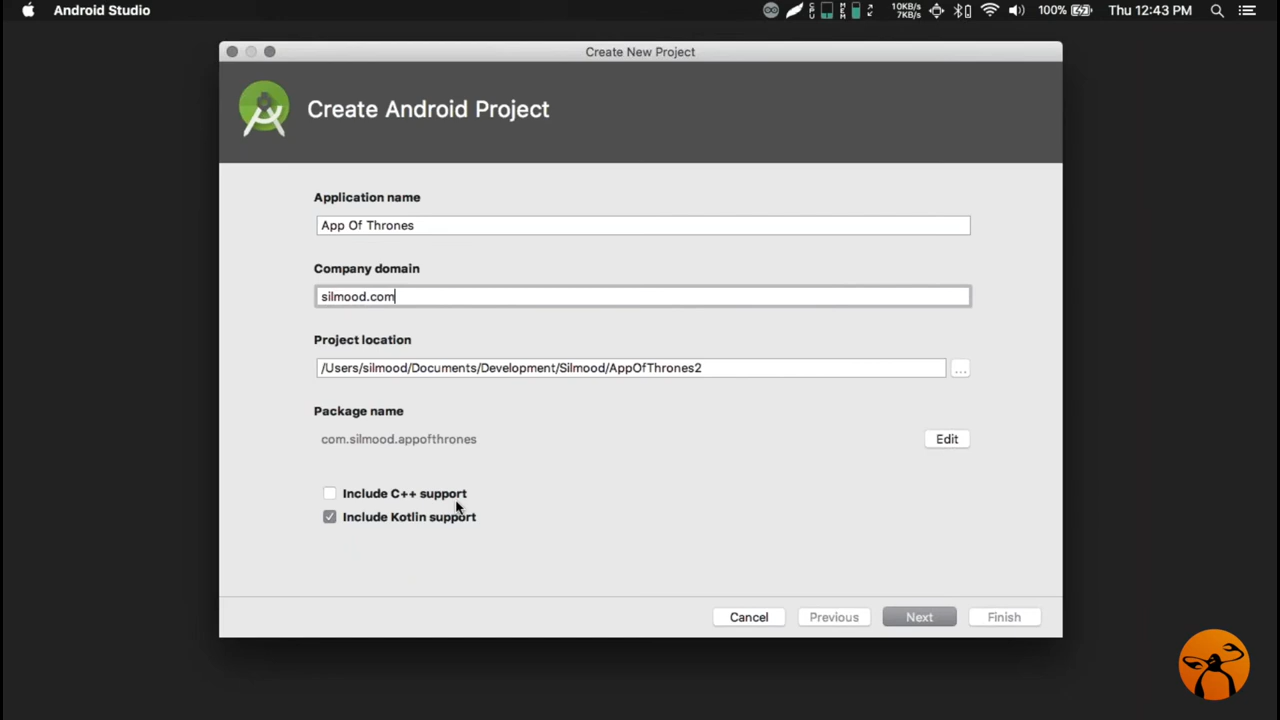 Android Studio
10KB/s
7KB/s
100%
Thu 12:43 PM
Create New Project
Create Android Project
Application name
App Of Thrones
Company domain
silmood.com
Project location
/Users/silmood/Documents/Development/Silmood/AppOfThrones2
...
Package name
com.silmood.appofthrones
Edit
Include C++ support
Include Kotlin support
Cancel
Previous
Next
Finish